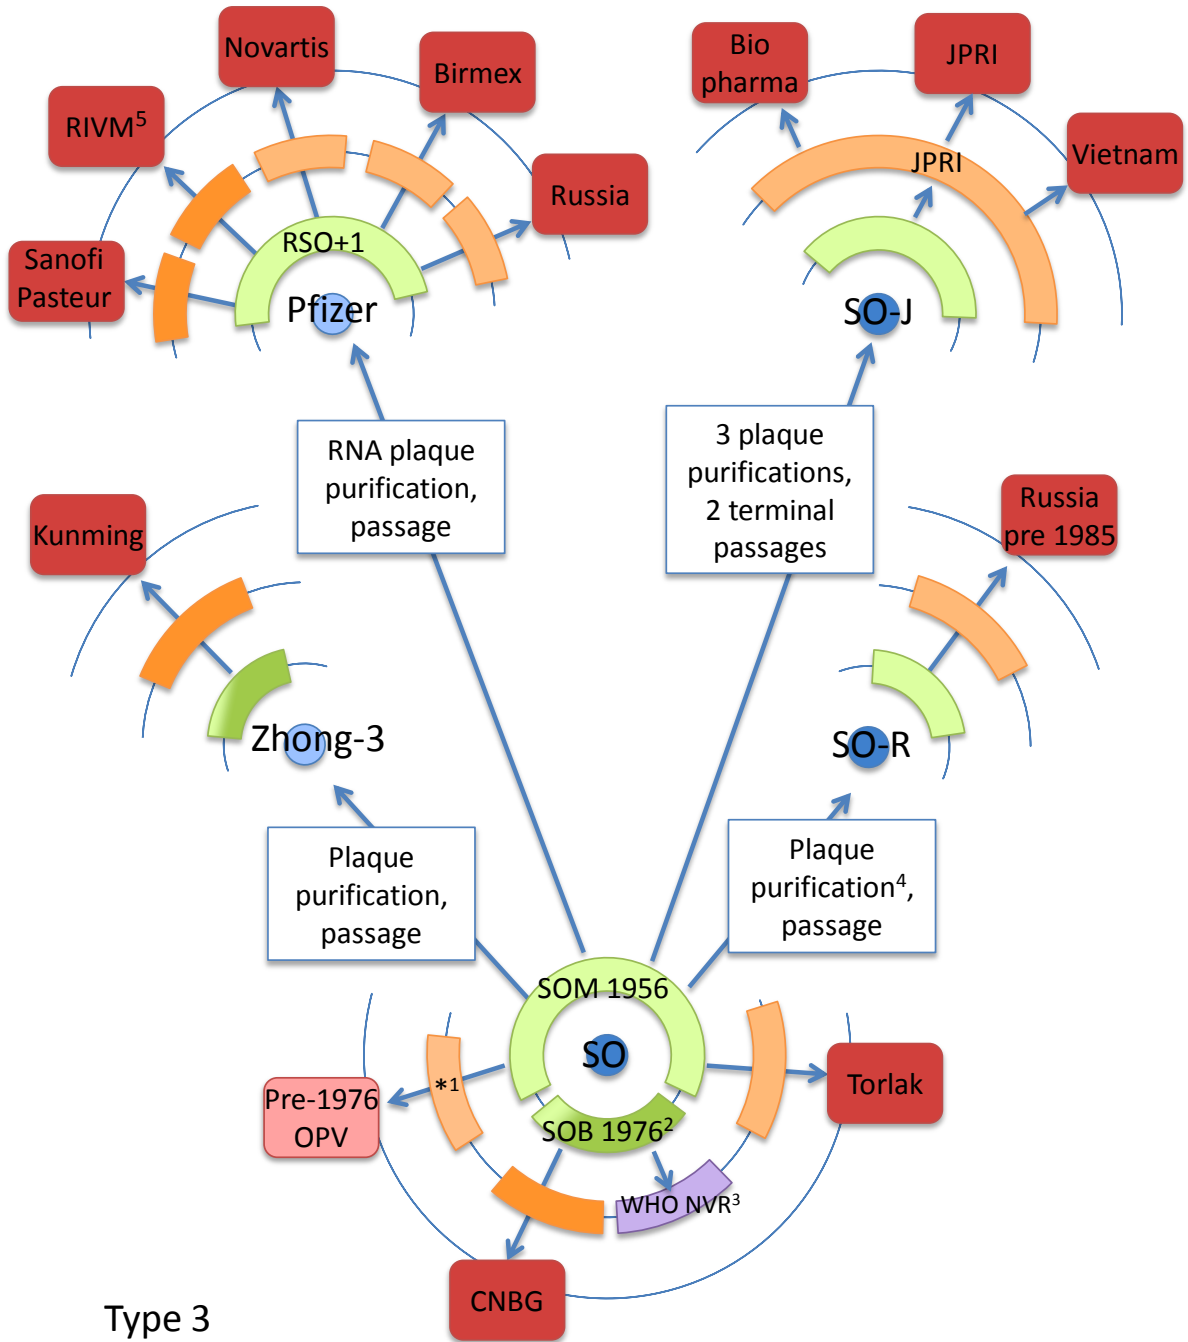 Novartis
Birmex
RIVM⁵
Russia
Sanofi
Pasteur
RSO+1
Pfizer
Bio
pharma
JPRI
Vietnam
JPRI
SO-J
RNA plaque
purification,
passage
3 plaque
purifications,
2 terminal
passages
Kunming
Zhong-3
Russia
pre 1985
SO-R
Plaque
purification,
passage
Plaque
purification⁴,
passage
SOM 1956
SO
SOB 1976²
*¹
Pre-1976
OPV
Torlak
WHO NVR³
CNBG
Type 3